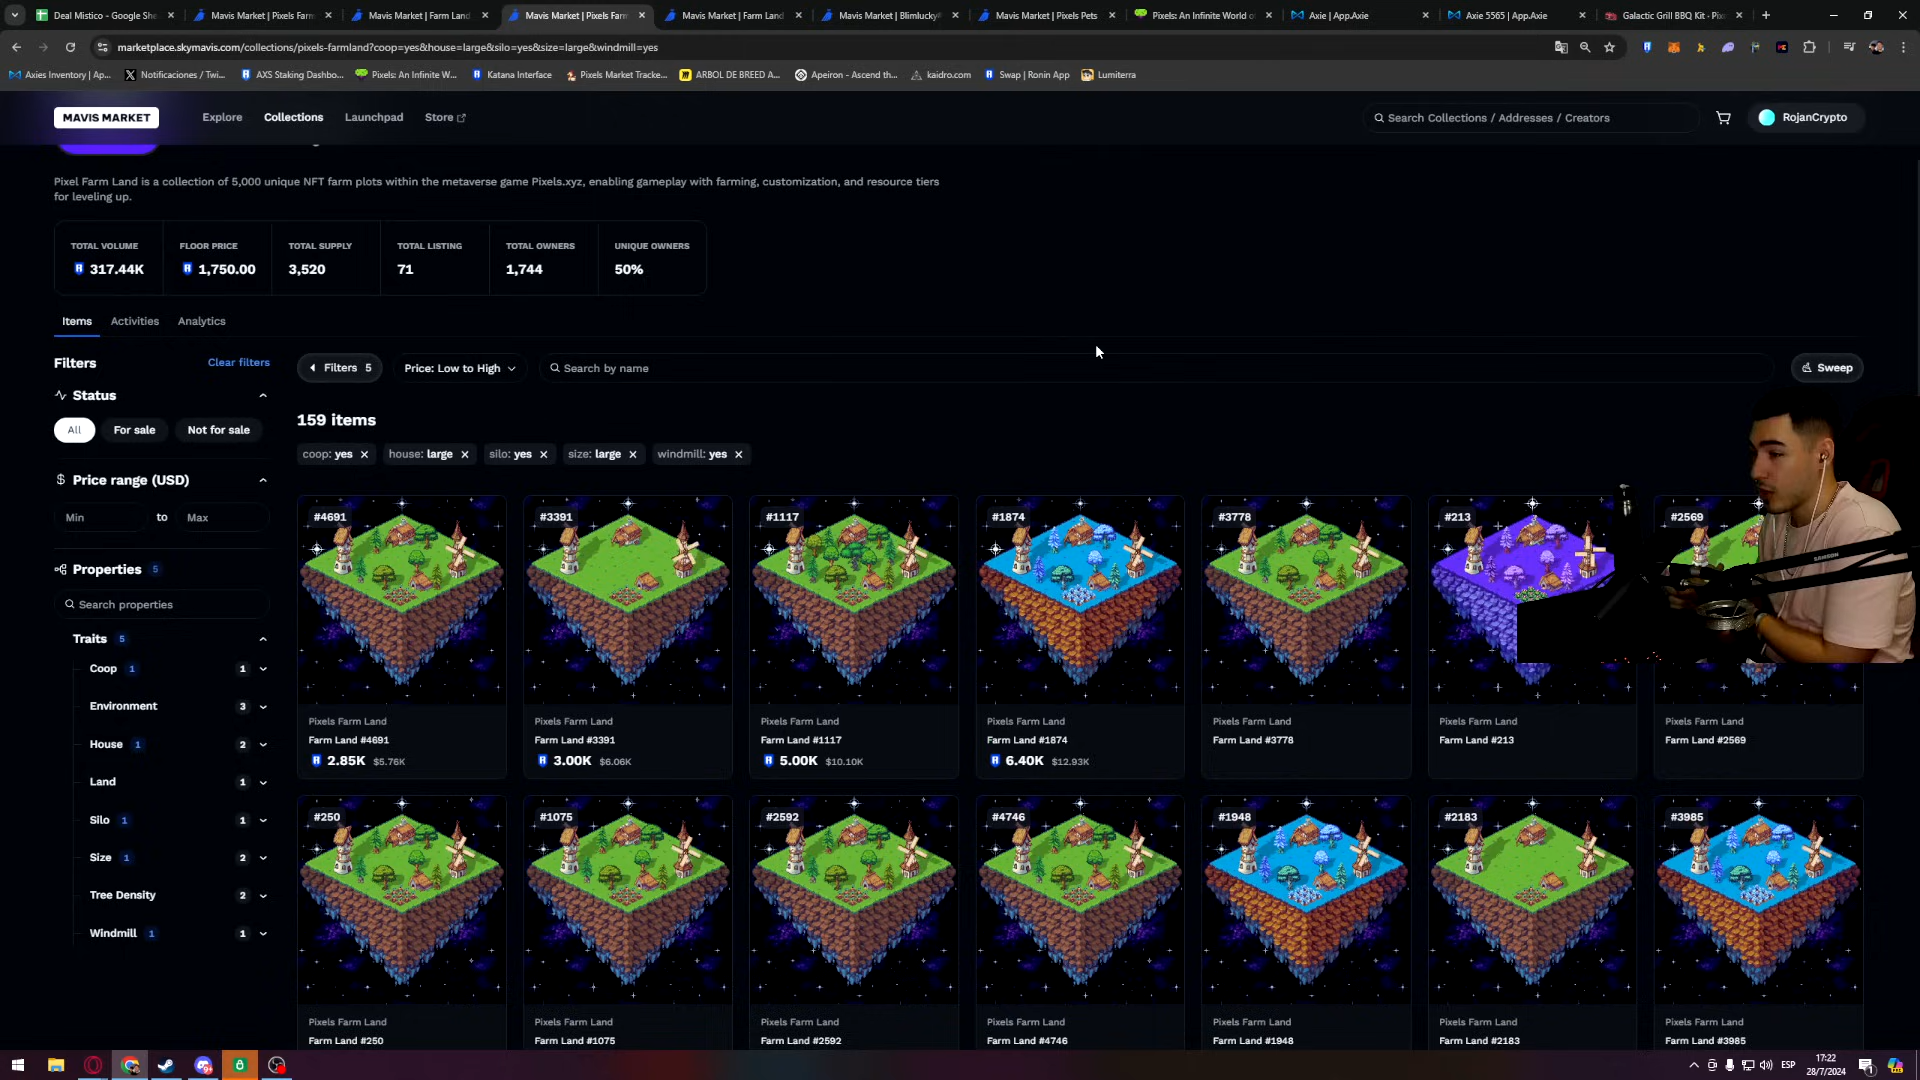 Deal Mistico - Google She
Mavis Market | Pixels Farm
Mavis Market | Farm Land
Mavis Market | Pixels Farm
Mavis Market | Farm Land
Mavis Market | Blimlucky
Mavis Market | Pixels Pets
Pixels: An Infinite World o
Axie | App.Axie
Axie 5565 | App.Axie
Galactic Grill BBQ Kit - Pix
marketplace.skymavis.com/collections/pixels-farmland?coop=yes&house=large&silo=yes&size=large&windmill=yes
Axies Inventory | Ap...
Notificaciones / Twi...
AXS Staking Dashbo...
Pixels: An Infinite W...
Katana Interface
Pixels Market Tracke...
ARBOL DE BREED A...
Apeiron - Ascend th...
kaidro.com
Swap | Ronin App
Lumiterra
MAVIS MARKET
Explore
Collections
Launchpad
Store
Search Collections / Addresses / Creators
RojanCrypto
Pixel Farm Land is a collection of 5,000 unique NFT farm plots within the metaverse game Pixels.xyz, enabling gameplay with farming, customization, and resource tiers
for leveling up.
TOTAL VOLUME
317.44K
FLOOR PRICE
1,750.00
TOTAL SUPPLY
3,520
TOTAL LISTING
71
TOTAL OWNERS
1,744
UNIQUE OWNERS
50%
Items
Activities
Analytics
Filters
Clear filters
Status
All
For sale
Not for sale
Price range (USD)
Min
to
Max
Properties 5
Search properties
Traits 5
Coop 1 1
Environment 3
House 1 2
Land 1
Silo 1 1
Size 1 2
Tree Density 2
Windmill 1 1
Filters 5
Price: Low to High
Search by name
Sweep
159 items
coop: yes
house: large
silo: yes
size: large
windmill: yes
#4691
Pixels Farm Land
Farm Land #4691
2.85K $5.76K
#3391
Pixels Farm Land
Farm Land #3391
3.00K $6.06K
#1117
Pixels Farm Land
Farm Land #1117
5.00K $10.10K
#1874
Pixels Farm Land
Farm Land #1874
6.40K $12.93K
#3778
Pixels Farm Land
Farm Land #3778
#213
Pixels Farm Land
Farm Land #213
#2569
Pixels Farm Land
Farm Land #2569
SAMSON
#250
Pixels Farm Land
Farm Land #250
#1075
Pixels Farm Land
Farm Land #1075
#2592
Pixels Farm Land
Farm Land #2592
#4746
Pixels Farm Land
Farm Land #4746
#1948
Pixels Farm Land
Farm Land #1948
#2183
Pixels Farm Land
Farm Land #2183
#3985
Pixels Farm Land
Farm Land #3985
ESP
17:22
28/7/2024